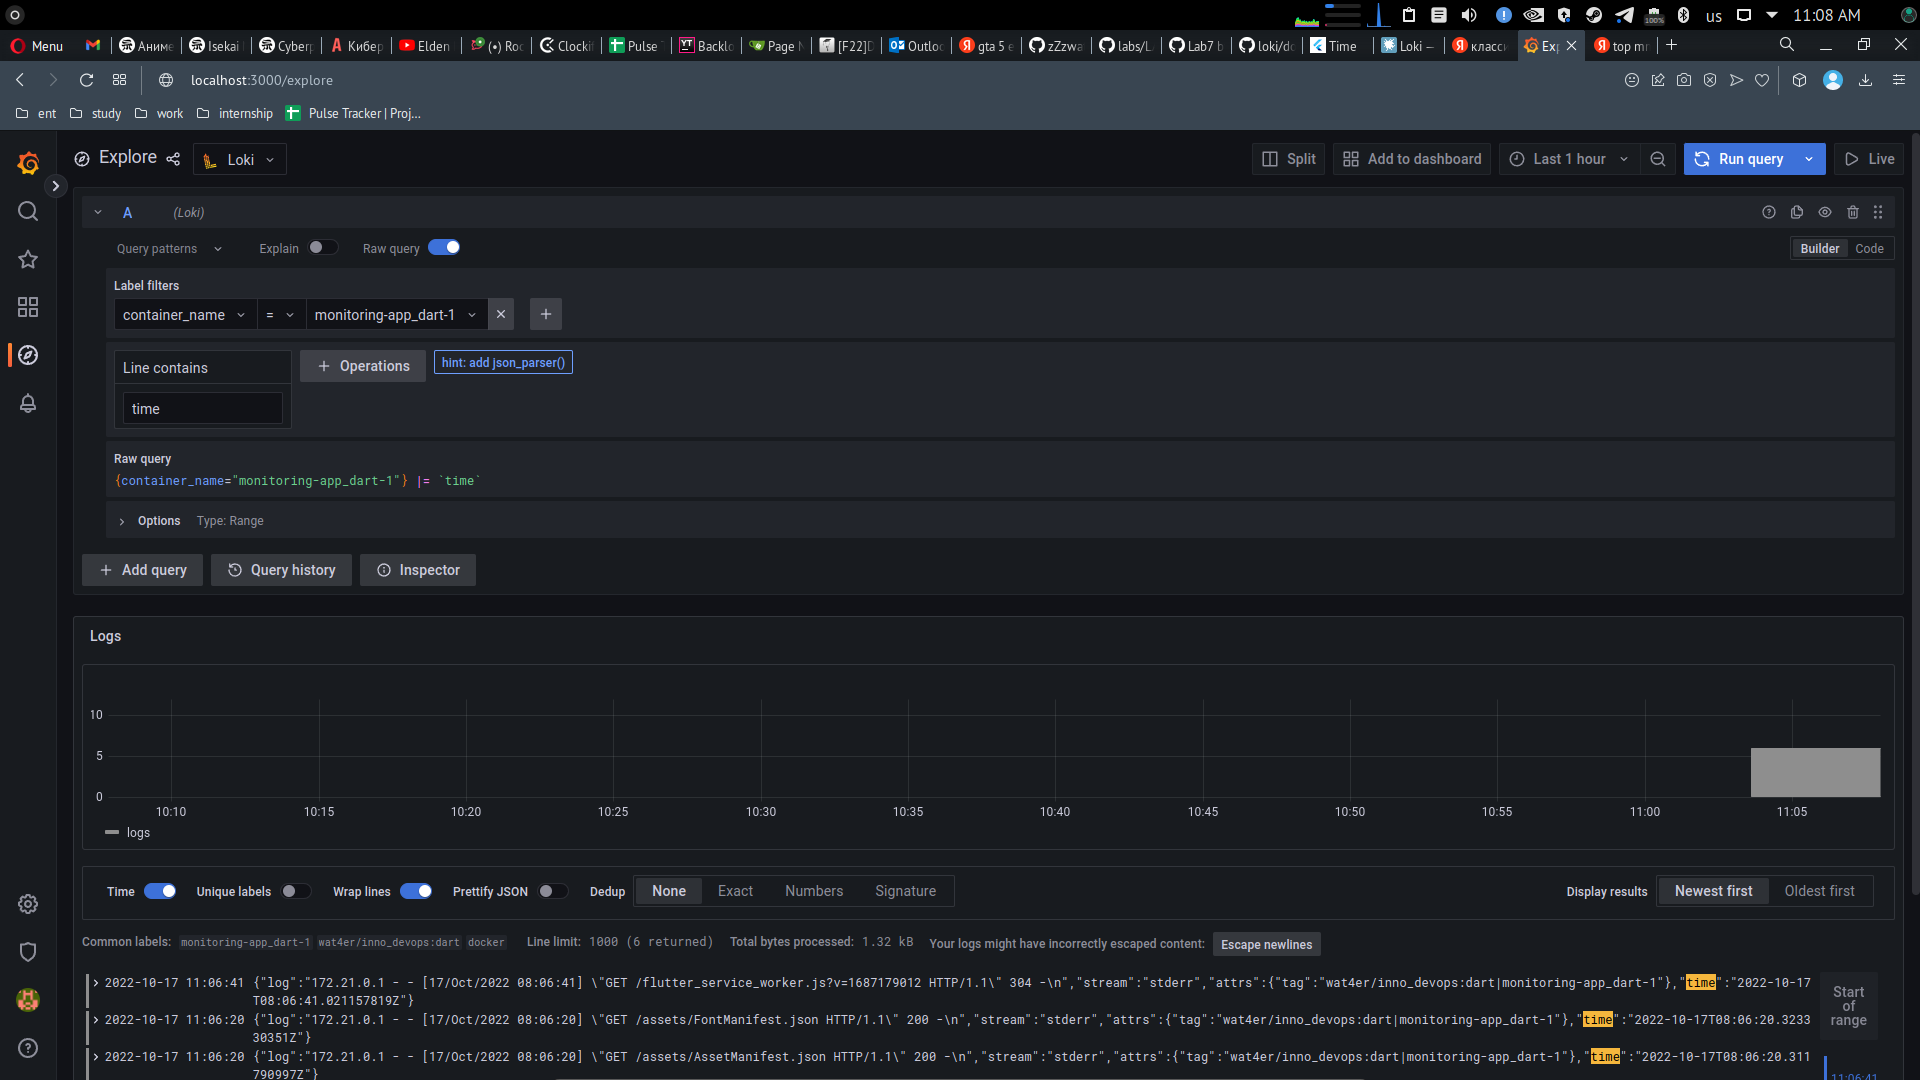 us 11:08 AM
100%
Menu Аниме Isekai Cyberp Кибер Elden (•) Roc Clockif Pulse Backlo Page N [F22]D Outloo gta 5 e zZzwa labs/L Lab7 b loki/do Time Loki – класси Exp top mr
localhost:3000/explore
ent study work internship Pulse Tracker | Proj...
Explore Loki Split Add to dashboard Last 1 hour Run query Live
A (Loki)
Query patterns Explain Raw query Builder Code
Label filters
container_name = monitoring-app_dart-1
Line contains Operations hint: add json_parser()
time
Raw query
{container_name="monitoring-app_dart-1"} |= `time`
Options Type: Range
Add query Query history Inspector
Logs
10
5
0
10:10 10:15 10:20 10:25 10:30 10:35 10:40 10:45 10:50 10:55 11:00 11:05
logs
Time Unique labels Wrap lines Prettify JSON Dedup None Exact Numbers Signature Display results Newest first Oldest first
Common labels: monitoring-app_dart-1 wat4er/inno_devops:dart docker Line limit: 1000 (6 returned) Total bytes processed: 1.32 kB Your logs might have incorrectly escaped content: Escape newlines
2022-10-17 11:06:41 {"log":"172.21.0.1 - - [17/Oct/2022 08:06:41] \"GET /flutter_service_worker.js?v=1687179012 HTTP/1.1\" 304 -\n","stream":"stderr","attrs":{"tag":"wat4er/inno_devops:dart|monitoring-app_dart-1"},"time":"2022-10-17
T08:06:41.021157819Z"}
2022-10-17 11:06:20 {"log":"172.21.0.1 - - [17/Oct/2022 08:06:20] \"GET /assets/FontManifest.json HTTP/1.1\" 200 -\n","stream":"stderr","attrs":{"tag":"wat4er/inno_devops:dart|monitoring-app_dart-1"},"time":"2022-10-17T08:06:20.3233
30351Z"}
2022-10-17 11:06:20 {"log":"172.21.0.1 - - [17/Oct/2022 08:06:20] \"GET /assets/AssetManifest.json HTTP/1.1\" 200 -\n","stream":"stderr","attrs":{"tag":"wat4er/inno_devops:dart|monitoring-app_dart-1"},"time":"2022-10-17T08:06:20.311
790997Z"}
Start
of
range
11:06:41